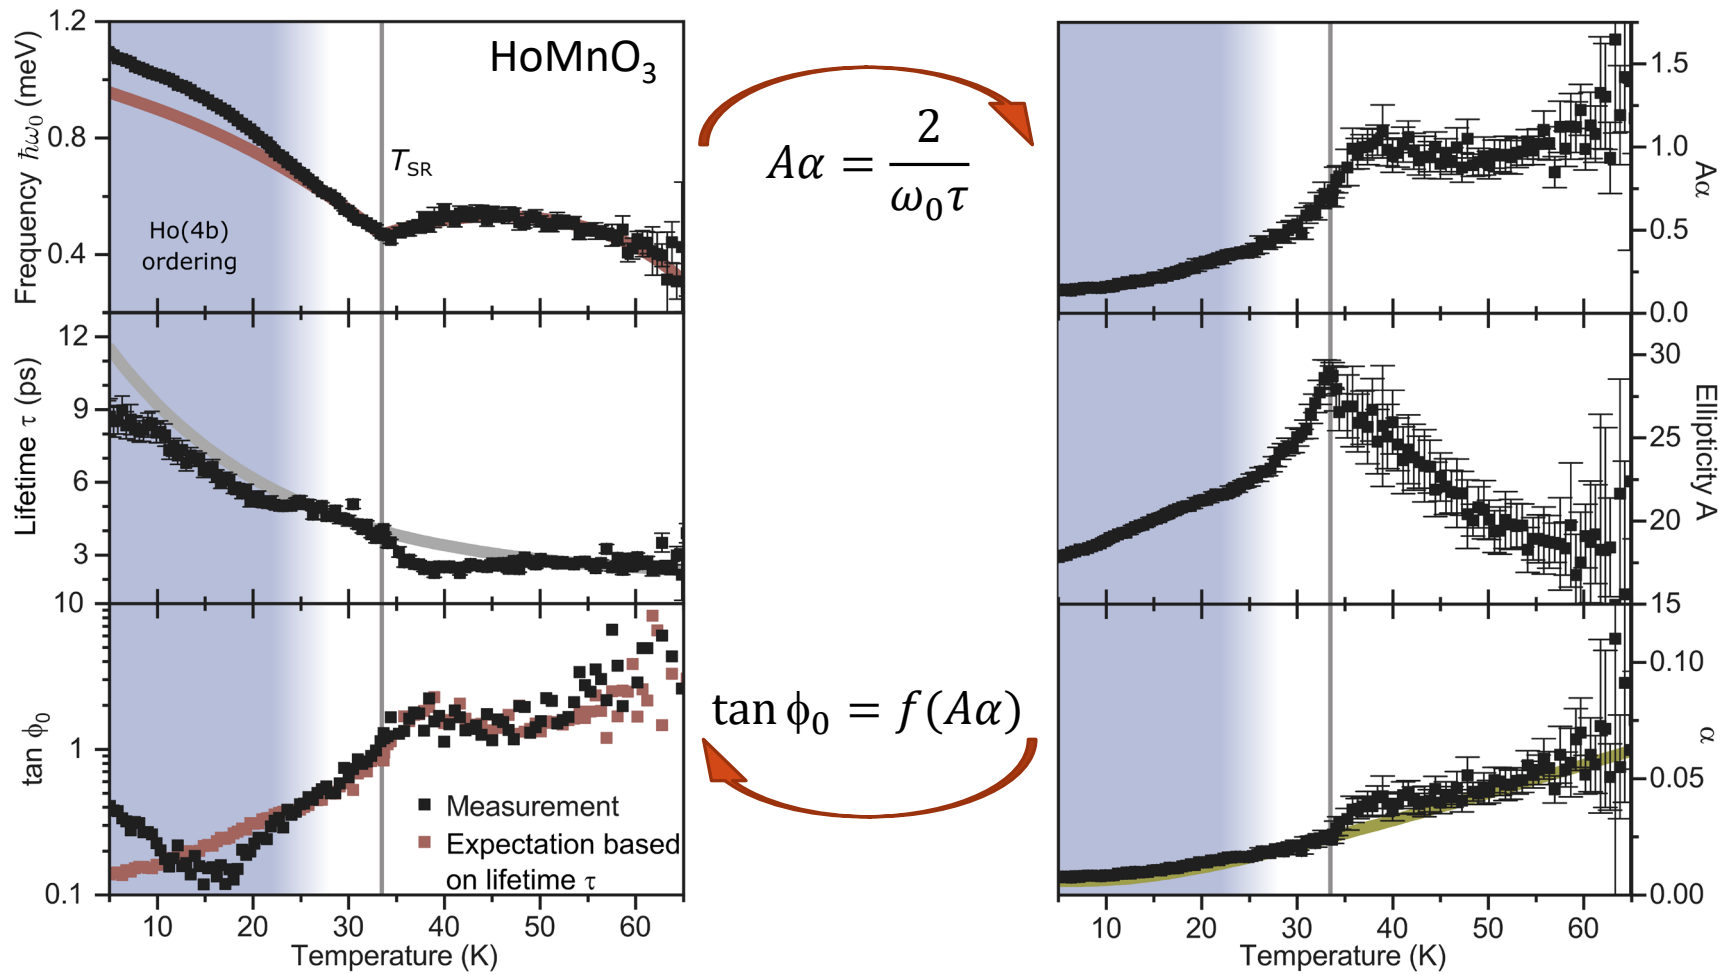 HoMnO₃
Frequency ℏω₀ (meV)
1.2
0.8
0.4
T_SR
Ho(4b)
ordering
Lifetime τ (ps)
12
9
6
3
tan ϕ₀
10
1
0.1
Measurement
Expectation based
on lifetime τ
10 20 30 40 50 60
Temperature (K)
Aα = 2/(ω₀τ)
tan ϕ₀ = f(Aα)
1.5
1.0
0.5
0.0
Aα
30
25
20
15
Ellipticity A
0.10
0.05
0.00
α
10 20 30 40 50 60
Temperature (K)